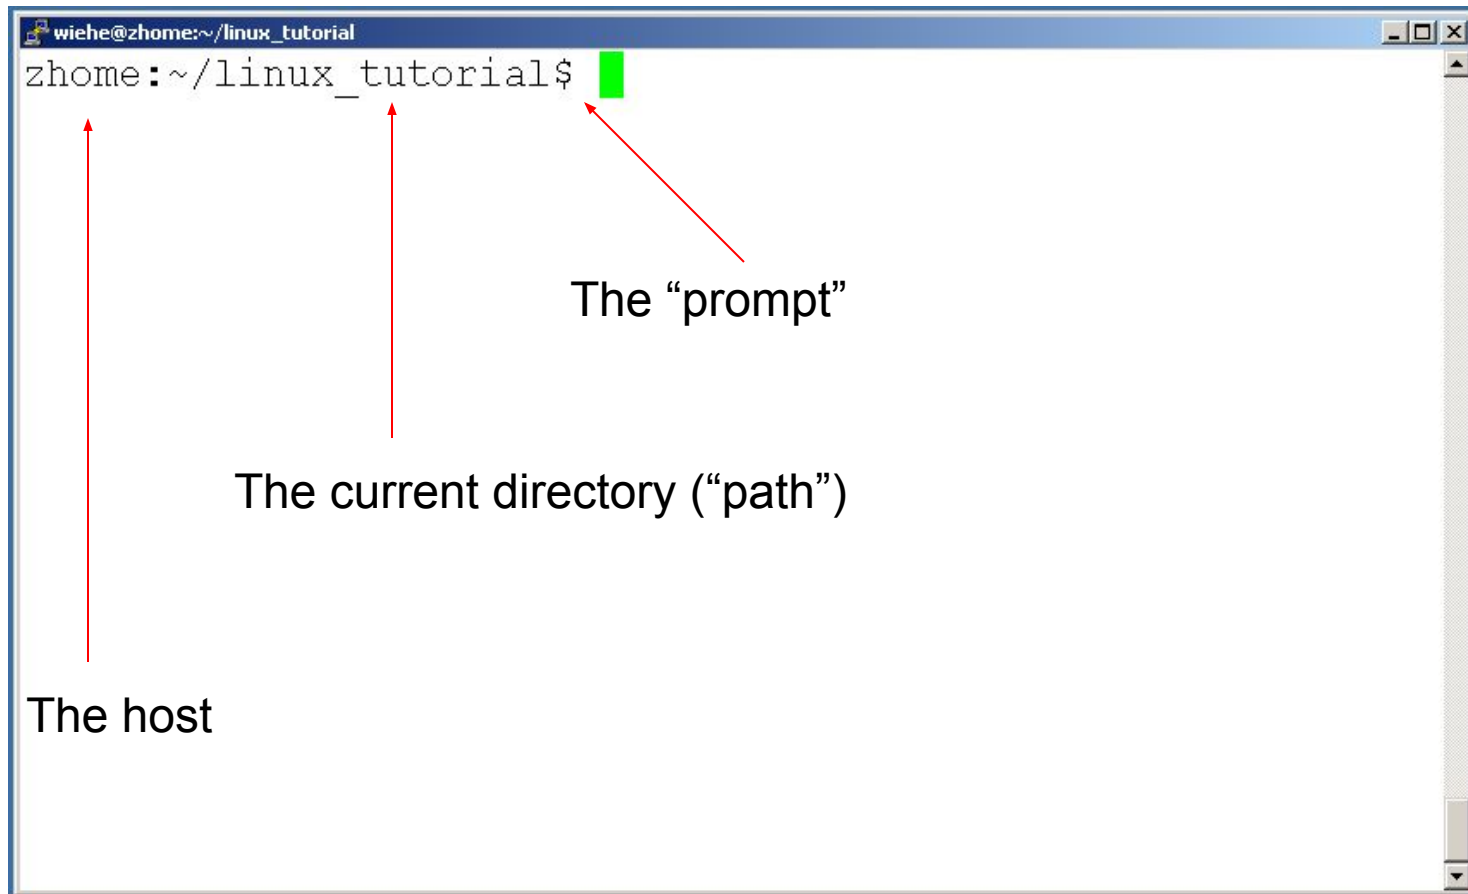 wiehe@zhome:~/linux_tutorial
zhome:~/linux_tutorial$
The “prompt”
The current directory (“path”)
The host